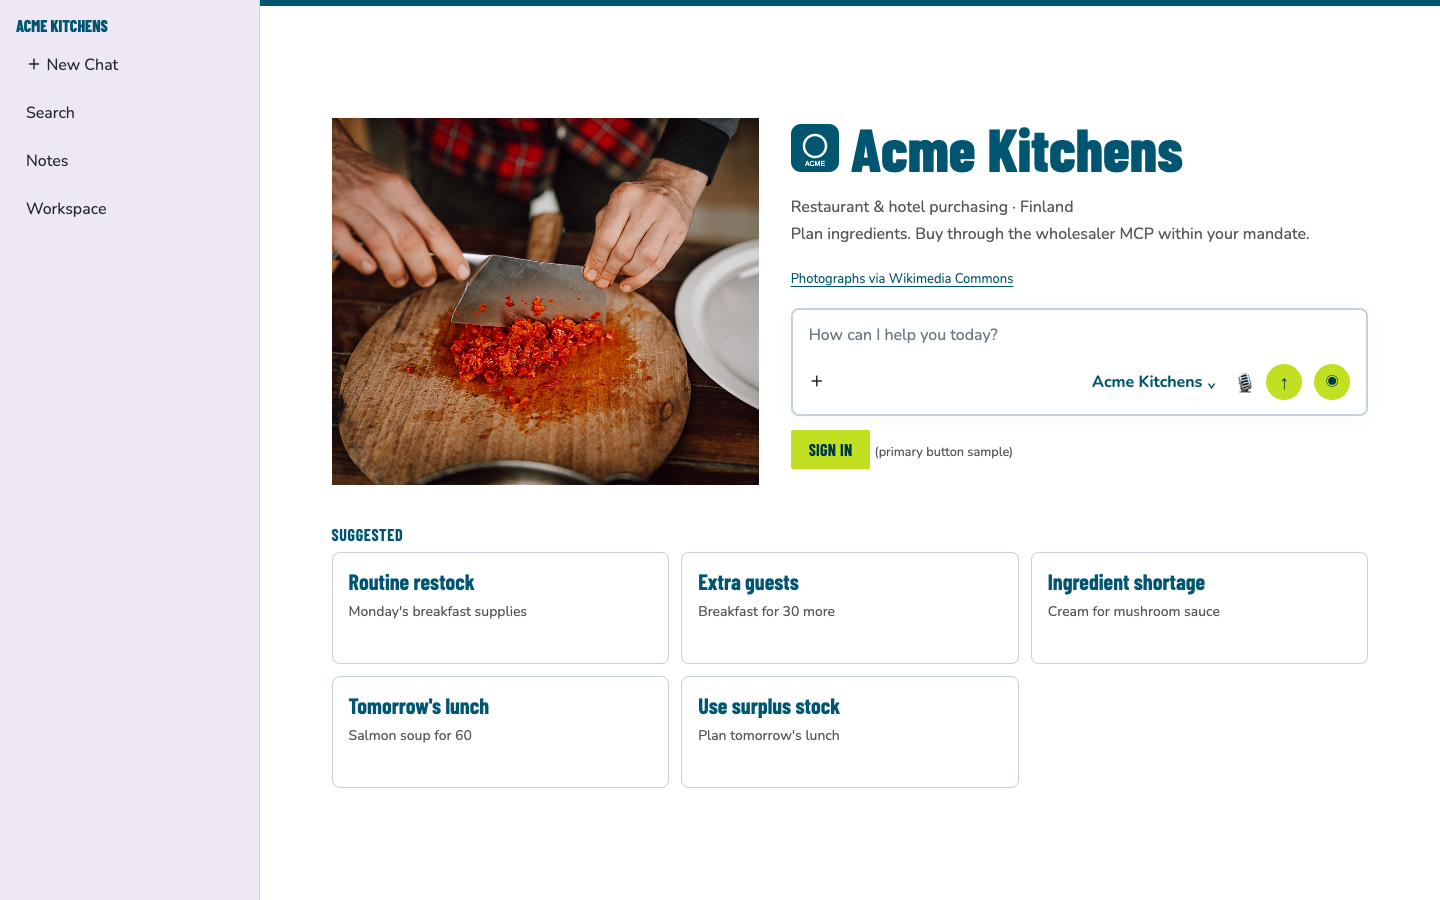 ACME KITCHENS
+ New Chat
Search
Notes
Workspace
ACME
Acme Kitchens
Restaurant & hotel purchasing · Finland
Plan ingredients. Buy through the wholesaler MCP within your mandate.
Photographs via Wikimedia Commons
How can I help you today?
+
Acme Kitchens
↑
SIGN IN (primary button sample)
SUGGESTED
Routine restock
Monday's breakfast supplies
Extra guests
Breakfast for 30 more
Ingredient shortage
Cream for mushroom sauce
Tomorrow's lunch
Salmon soup for 60
Use surplus stock
Plan tomorrow's lunch